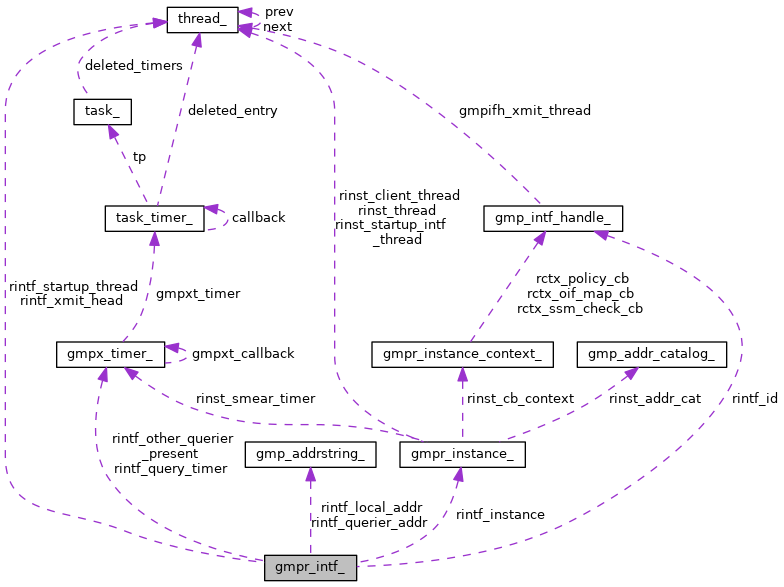 thread_
prev
next
deleted_timers
task_
deleted_entry
gmpifh_xmit_thread
tp
rinst_client_thread
rinst_thread
rinst_startup_intf
_thread
task_timer_
callback
gmp_intf_handle_
rintf_startup_thread
rintf_xmit_head
gmpxt_timer
rctx_policy_cb
rctx_oif_map_cb
rctx_ssm_check_cb
gmpx_timer_
gmpxt_callback
gmpr_instance_context_
gmp_addr_catalog_
rinst_smear_timer
rinst_cb_context
rinst_addr_cat
rintf_id
rintf_other_querier
_present
rintf_query_timer
gmp_addrstring_
gmpr_instance_
rintf_local_addr
rintf_querier_addr
rintf_instance
gmpr_intf_